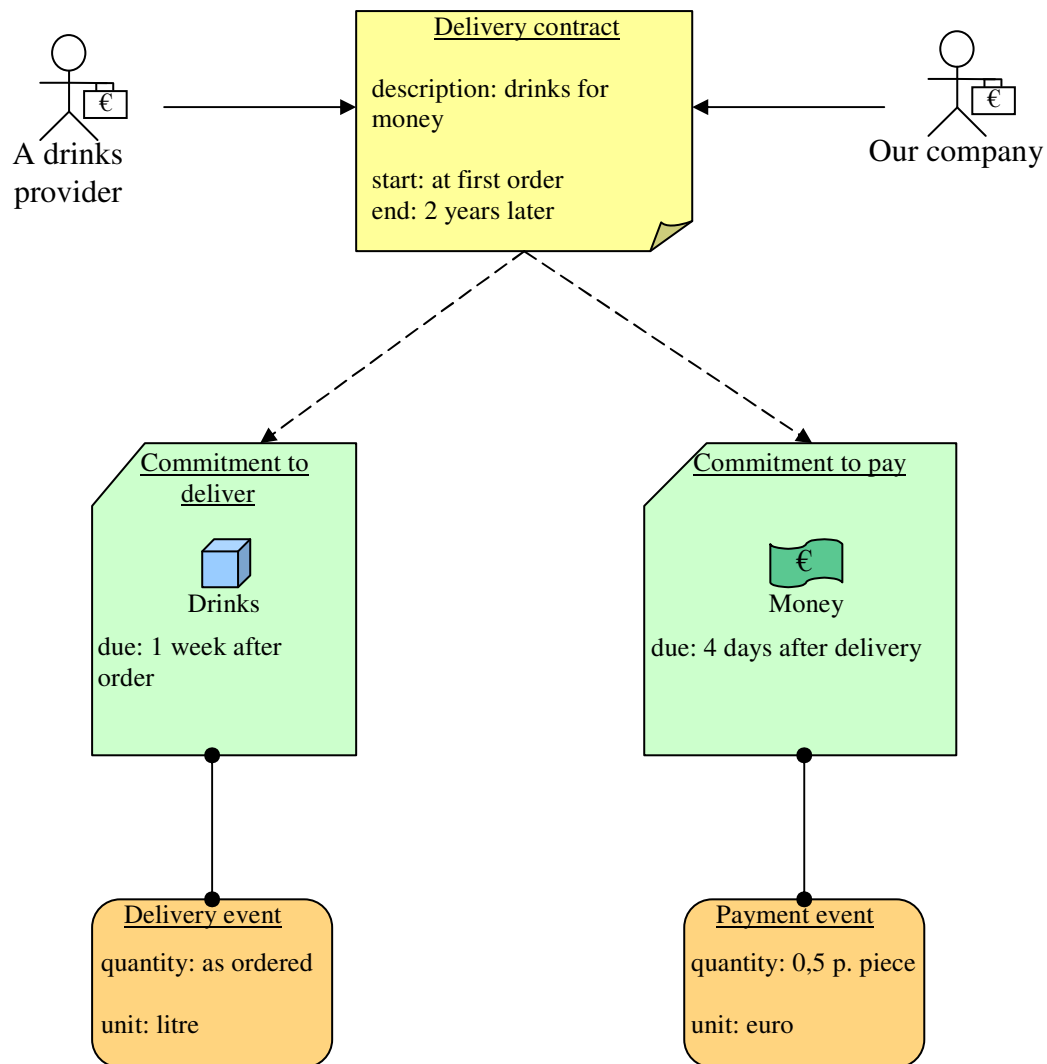 Delivery contract
description: drinks for
money
start: at first order
end: 2 years later
€
A drinks
provider
€
Our company
Commitment to
deliver
Drinks
due: 1 week after
order
Commitment to pay
€
Money
due: 4 days after delivery
Delivery event
quantity: as ordered
unit: litre
Payment event
quantity: 0,5 p. piece
unit: euro